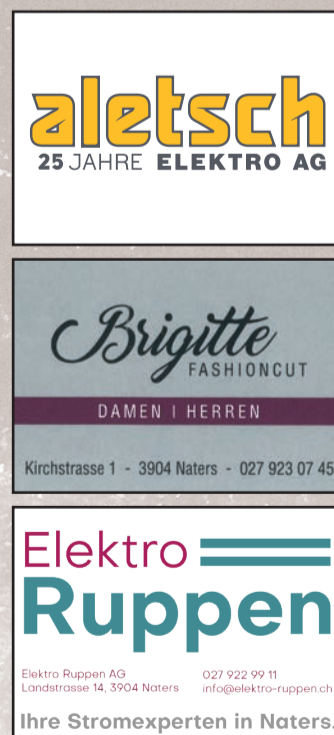 aletsch
25 JAHRE ELEKTRO AG
Brigitte
FASHIONCUT
DAMEN | HERREN
Kirchstrasse 1 - 3904 Naters - 027 923 07 45
Elektro
Ruppen
Elektro Ruppen AG 027 922 99 11
Landstrasse 14, 3904 Naters info@elektro-ruppen.ch
Ihre Stromexperten in Naters.